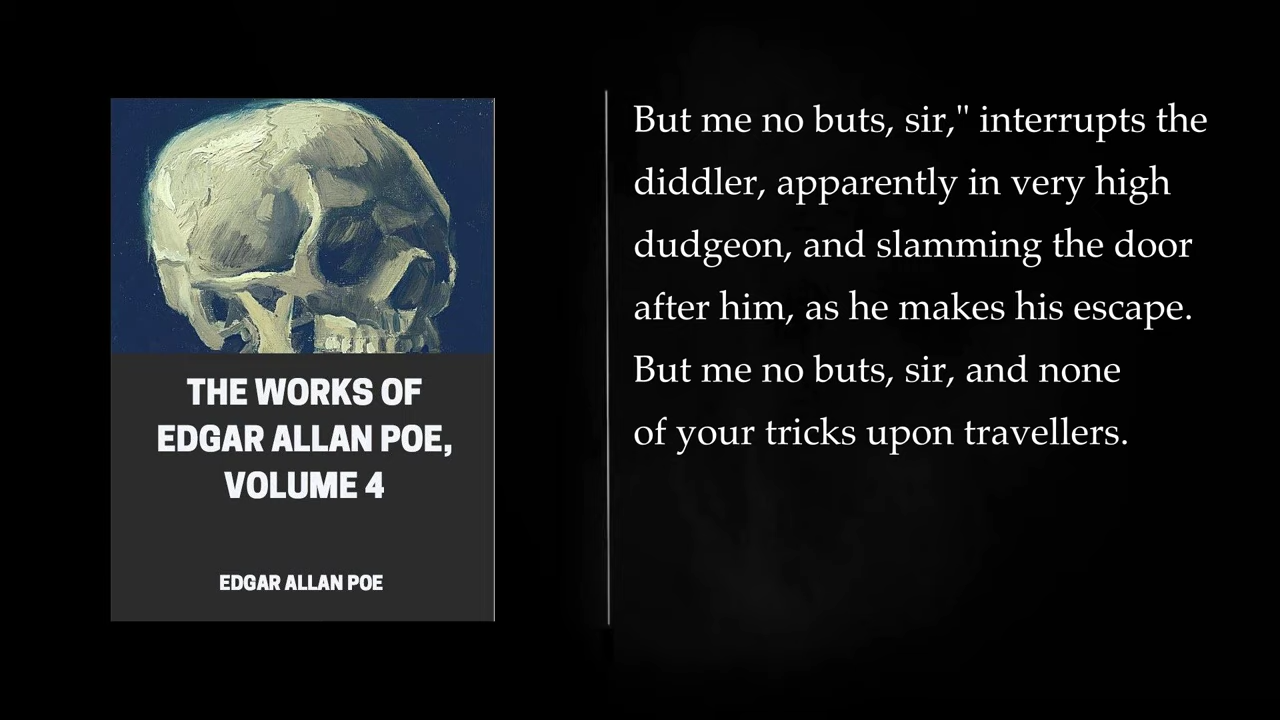 THE WORKS OF
EDGAR ALLAN POE,
VOLUME 4
EDGAR ALLAN POE
But me no buts, sir," interrupts the
diddler, apparently in very high
dudgeon, and slamming the door
after him, as he makes his escape.
But me no buts, sir, and none
of your tricks upon travellers.